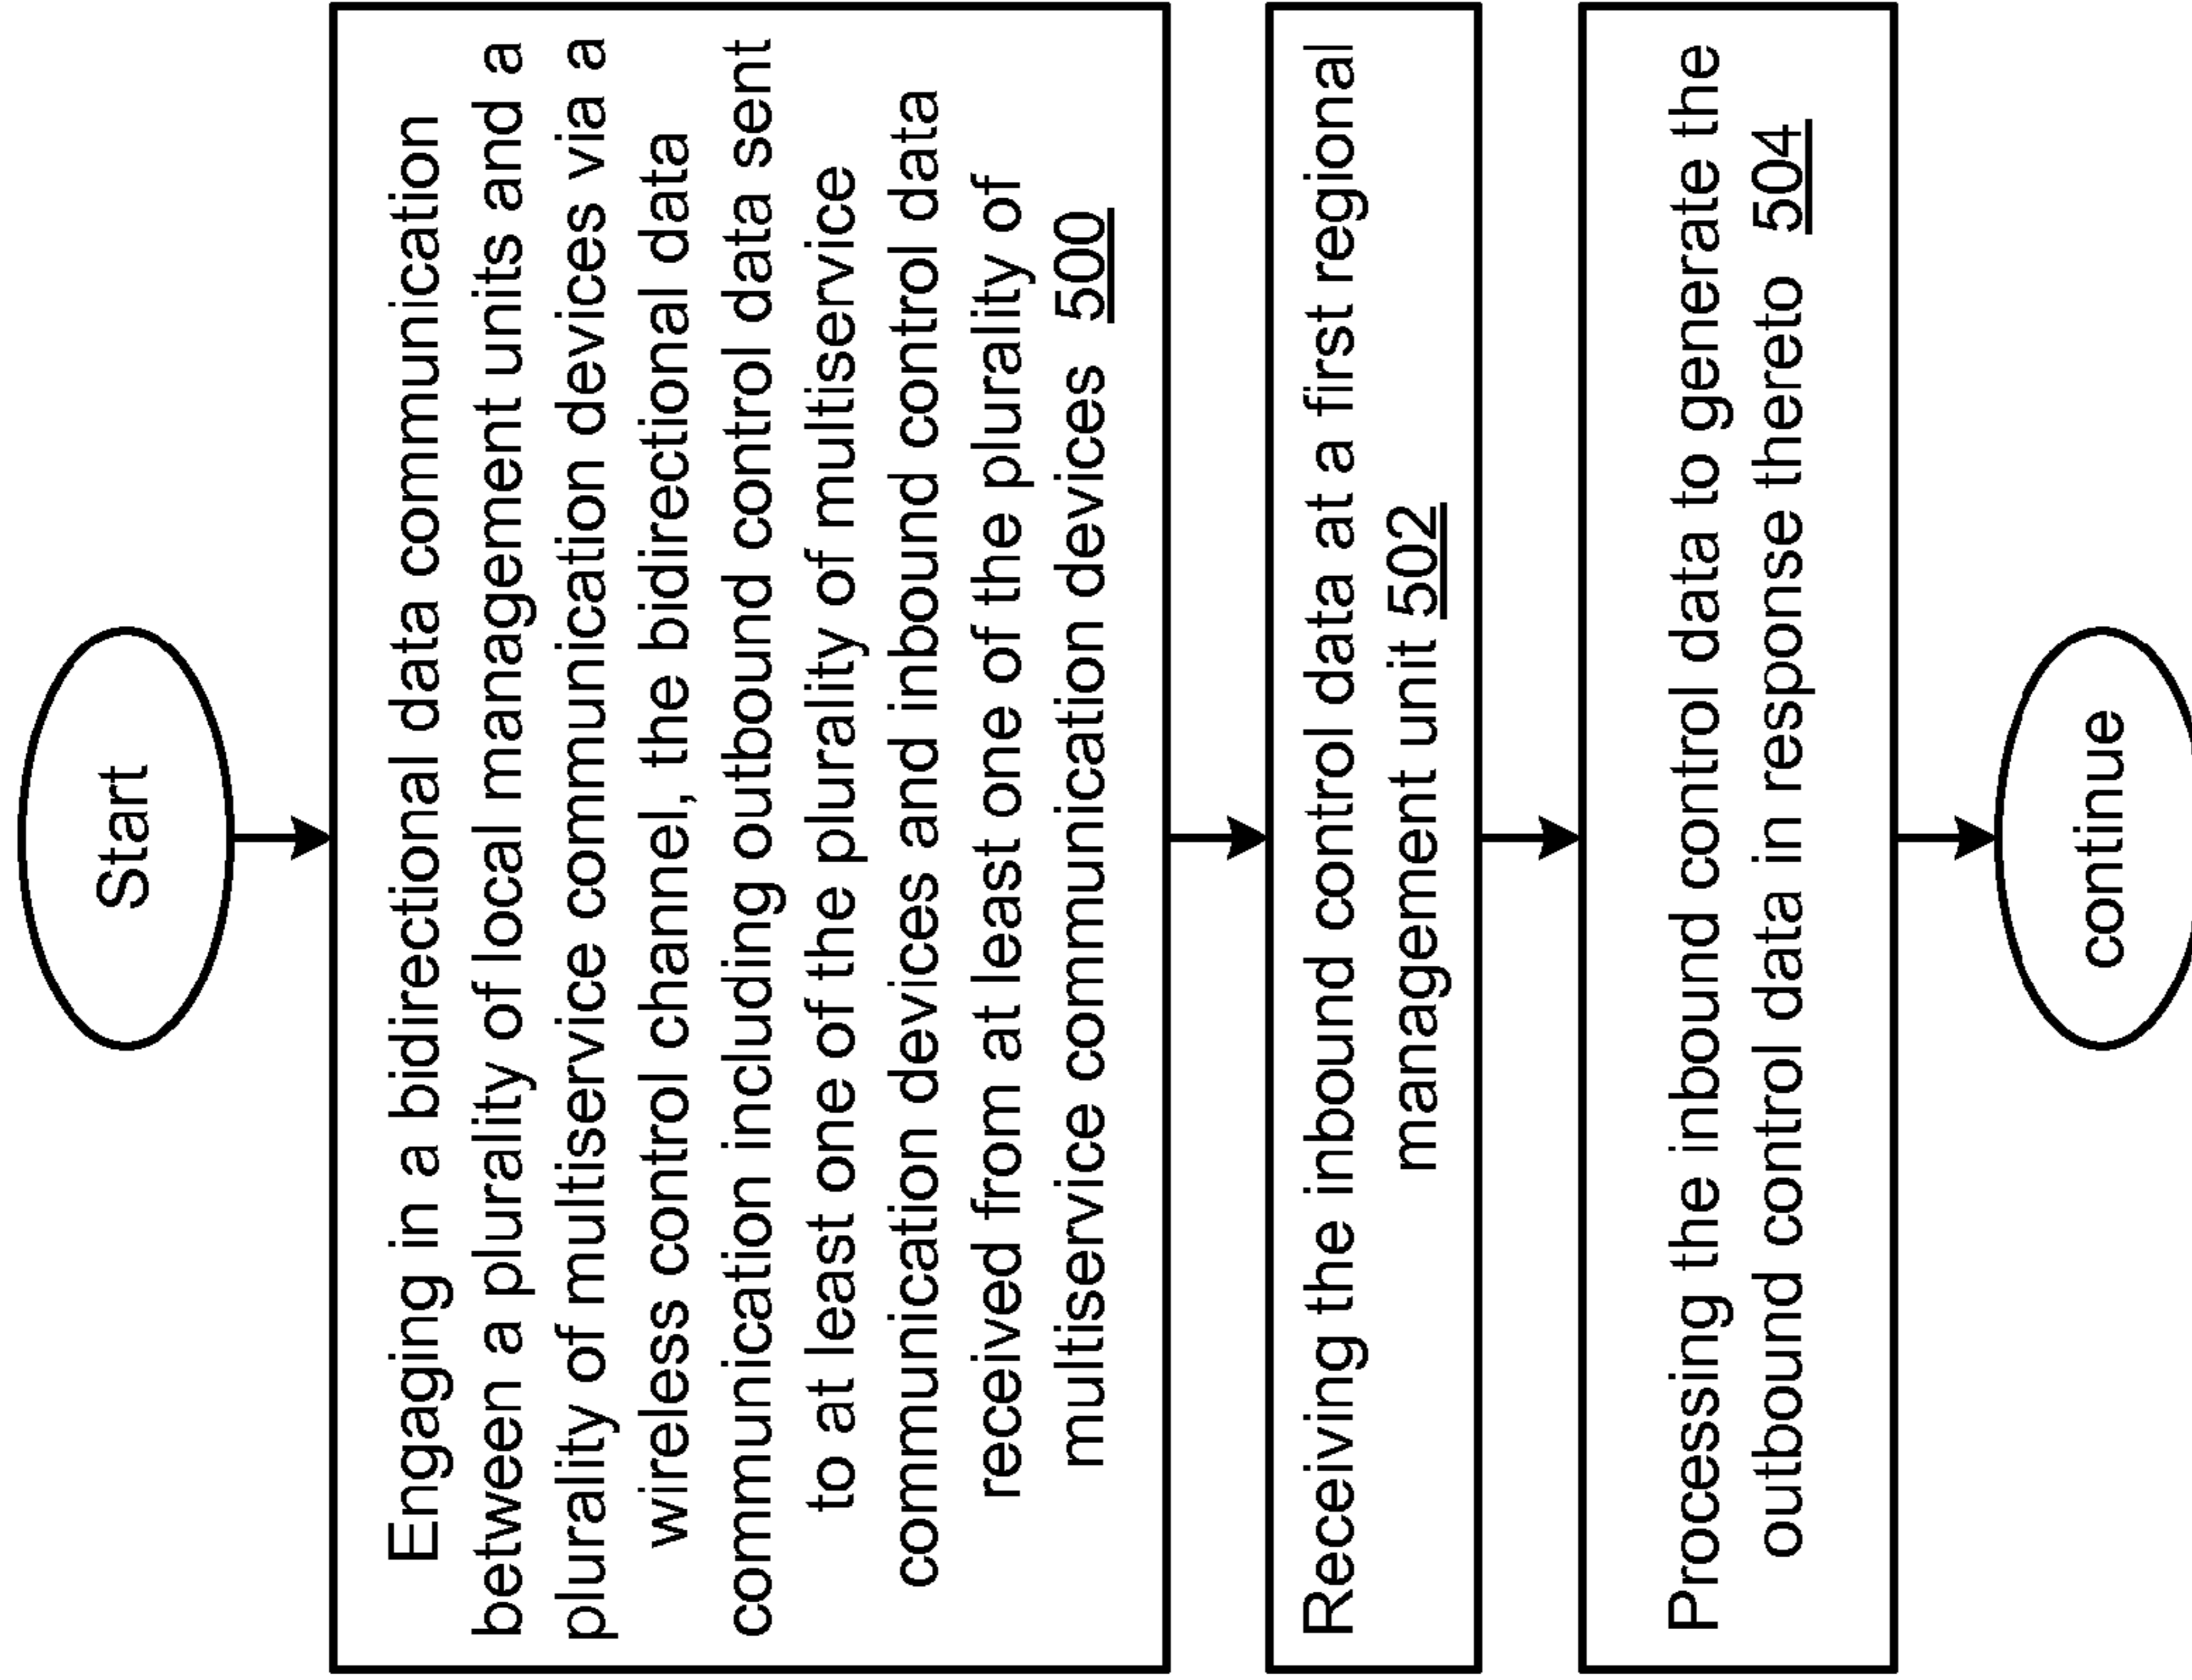 Start
Engaging in a bidirectional data communication
between a plurality of local management units and a
plurality of multiservice communication devices via a
wireless control channel, the bidirectional data
communication including outbound control data sent
to at least one of the plurality of multiservice
communication devices and inbound control data
received from at least one of the plurality of
multiservice communication devices 500
Receiving the inbound control data at a first regional
management unit 502
Processing the inbound control data to generate the
outbound control data in response thereto 504
continue